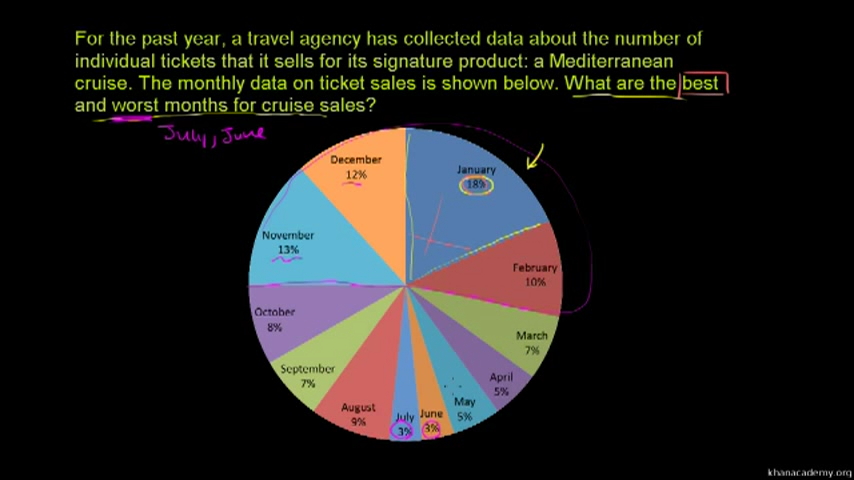 For the past year, a travel agency has collected data about the number of
individual tickets that it sells for its signature product: a Mediterranean
cruise. The monthly data on ticket sales is shown below. What are the best
and worst months for cruise sales?
July, June
December
12%
January
18%
November
13%
February
10%
October
8%
March
7%
September
7%
April
5%
August
9%
July
3%
June
3%
May
5%
khanacademy.org